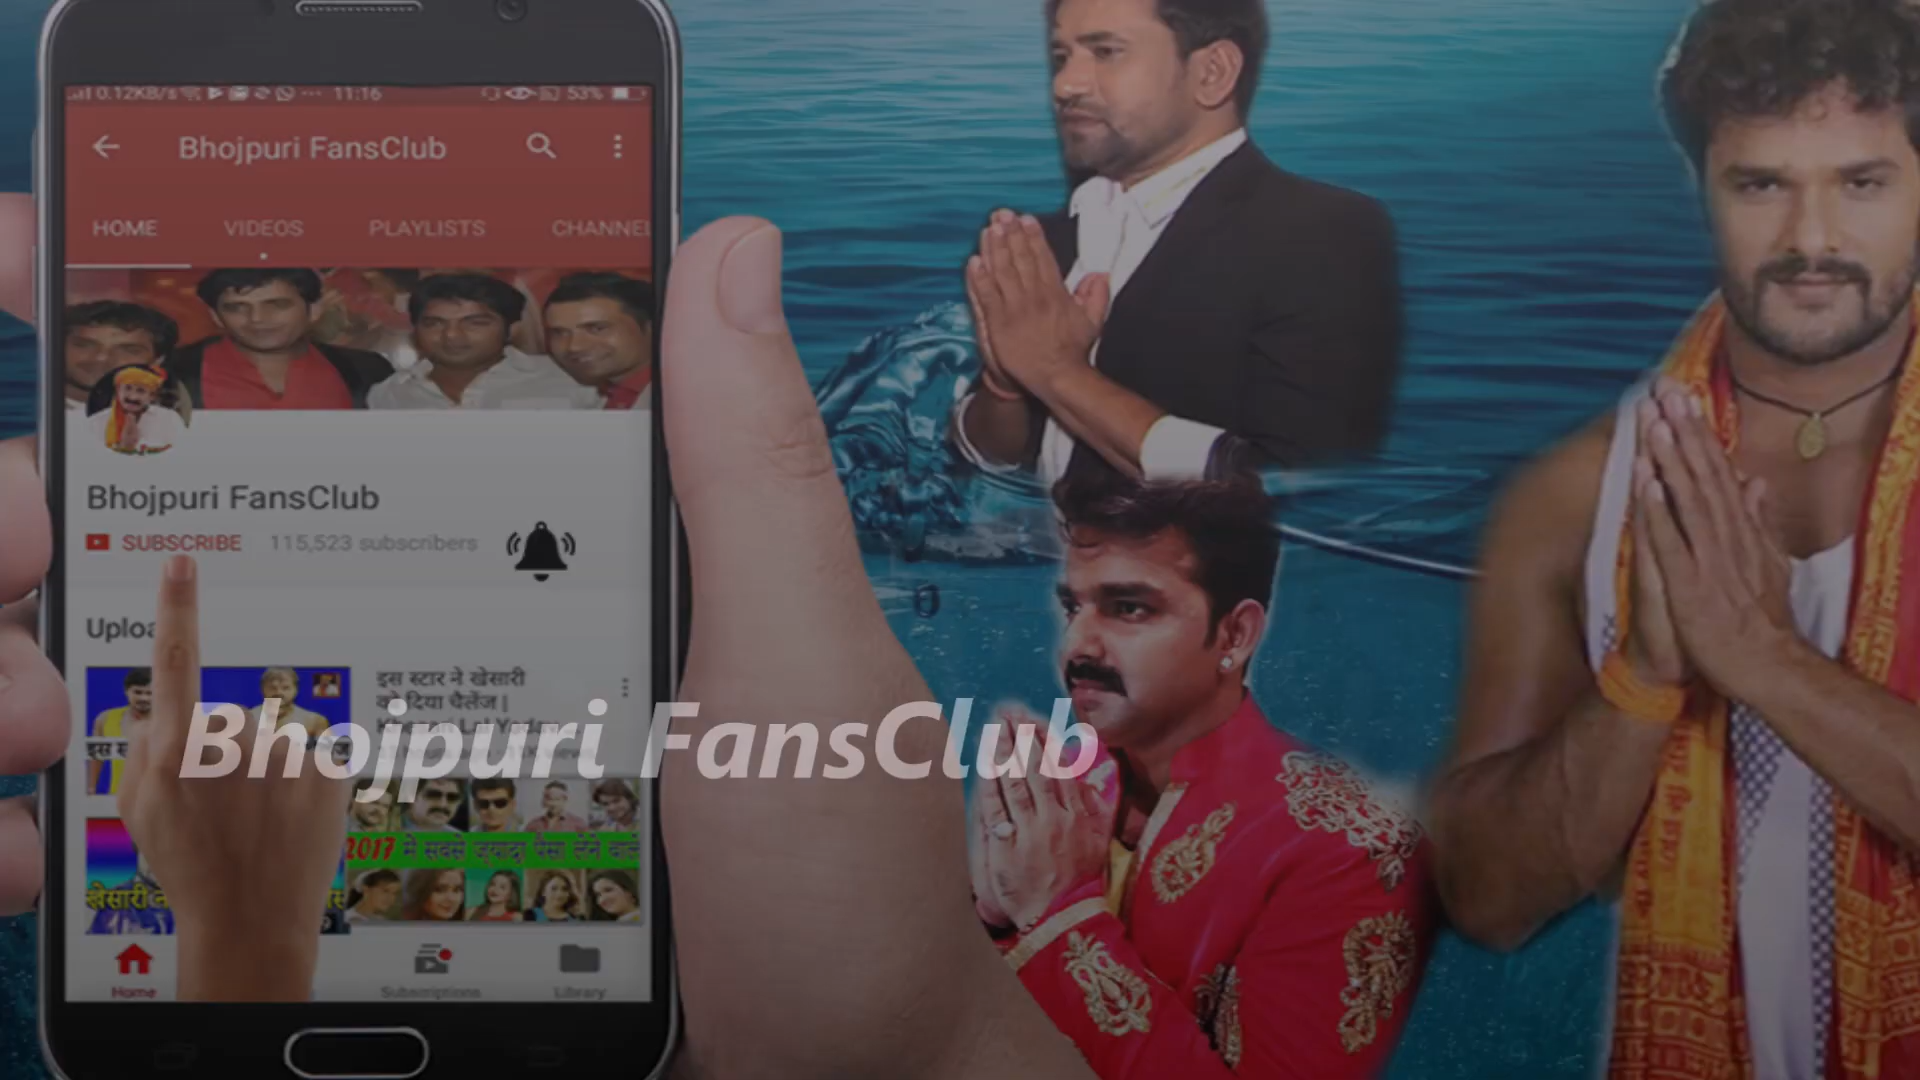 0.12KB/s 11:16 53%
Bhojpuri FansClub
HOME VIDEOS PLAYLISTS CHANNEL
Bhojpuri FansClub
SUBSCRIBE 115,523 subscribers
इस स्टार ने खेसारी
को दिया चैलेंज |
Bhojpuri FansClub
2017 मे सबसे ज्यादा पैसा लेने वाले
खेसारी
Home Subscriptions Library